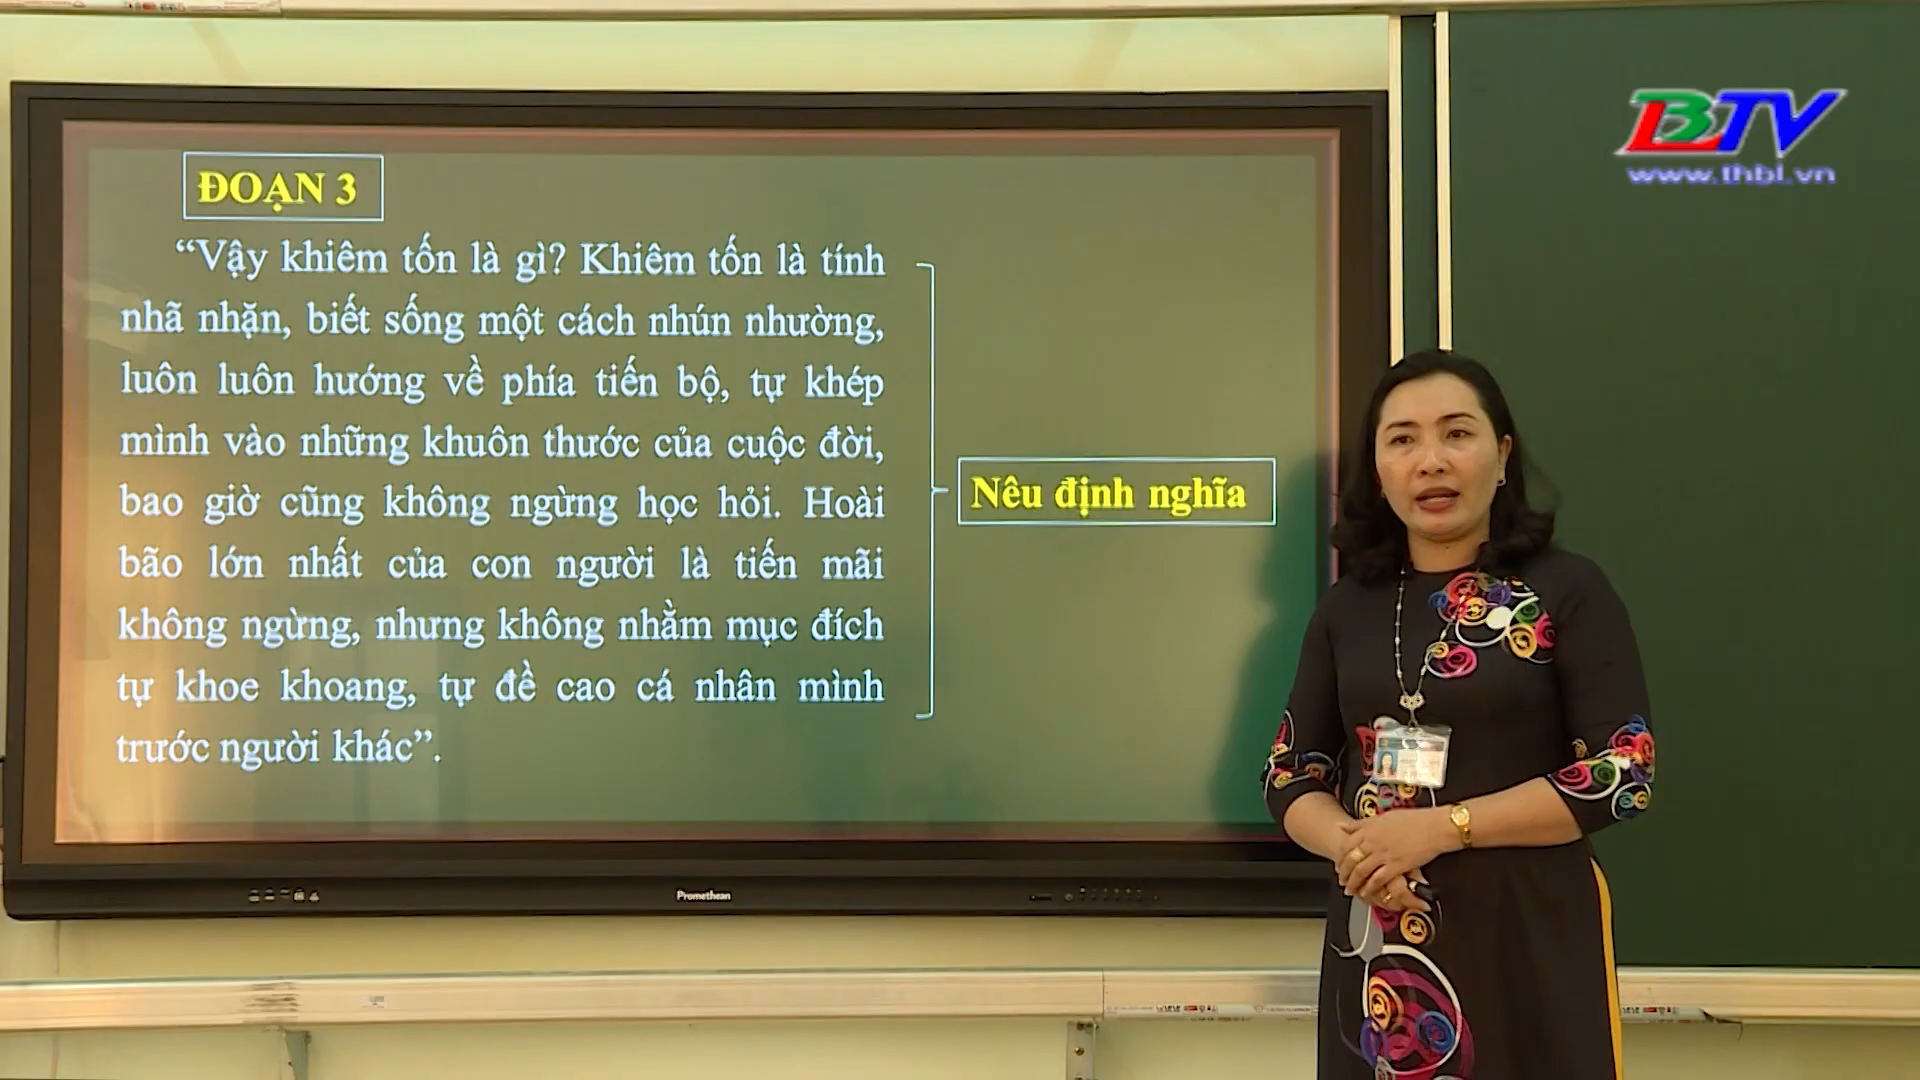 BTV
www.thbl.vn
ĐOẠN 3
“Vậy khiêm tốn là gì? Khiêm tốn là tính
nhã nhặn, biết sống một cách nhún nhường,
luôn luôn hướng về phía tiến bộ, tự khép
mình vào những khuôn thước của cuộc đời,
bao giờ cũng không ngừng học hỏi. Hoài
bão lớn nhất của con người là tiến mãi
không ngừng, nhưng không nhằm mục đích
tự khoe khoang, tự đề cao cá nhân mình
trước người khác”.
Nêu định nghĩa
Promethean